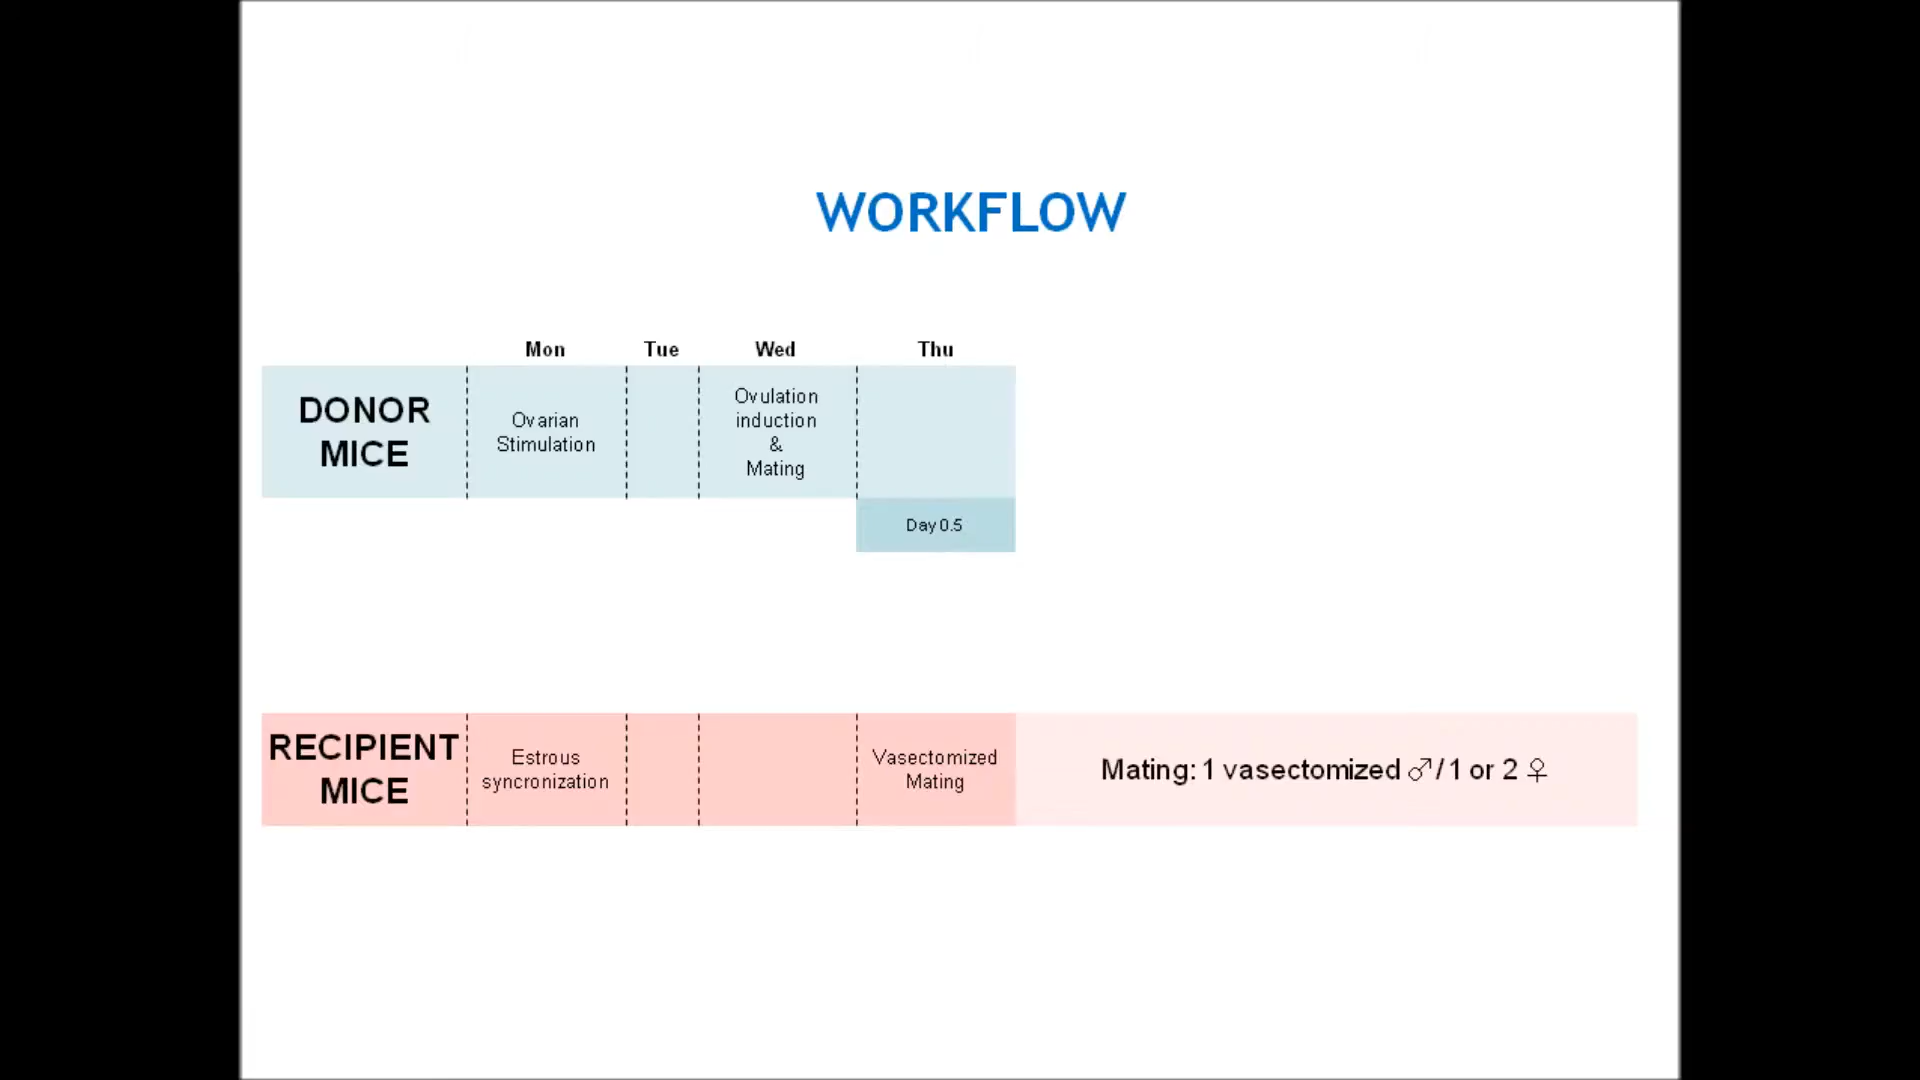 WORKFLOW
Mon Tue Wed Thu
DONOR
MICE
Ovarian
Stimulation
Ovulation
induction
&
Mating
Day 0.5
RECIPIENT
MICE
Estrous
syncronization
Vasectomized
Mating
Mating: 1 vasectomized ♂/ 1 or 2 ♀